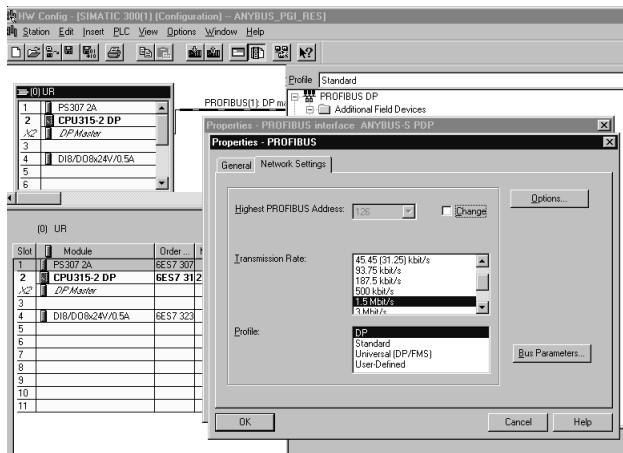 HW Config - [SIMATIC 300(1) (Configuration) -- ANYBUS_PGI_RES]
Station Edit Insert PLC View Options Window Help
Profile Standard
PROFIBUS DP
Additional Field Devices
(0) UR
1 PS307 2A
2 CPU315-2 DP
X2 DP Master
3
4 DI8/DO8x24V/0.5A
5
6
PROFIBUS(1): DP ma
Properties - PROFIBUS interface ANYBUS-S PDP
Properties - PROFIBUS
General Network Settings
Highest PROFIBUS Address: 126 Change
Options...
Transmission Rate:
45.45 (31.25) kbit/s
93.75 kbit/s
187.5 kbit/s
500 kbit/s
1.5 Mbit/s
3 Mbit/s
Profile:
DP
Standard
Universal (DP/FMS)
User-Defined
Bus Parameters...
OK Cancel Help
(0) UR
Slot Module Order ...
1 PS307 2A 6ES7 307
2 CPU315-2 DP 6ES7 312
X2 DP Master
3
4 DI8/DO8x24V/0.5A 6ES7 323
5
6
7
8
9
10
11